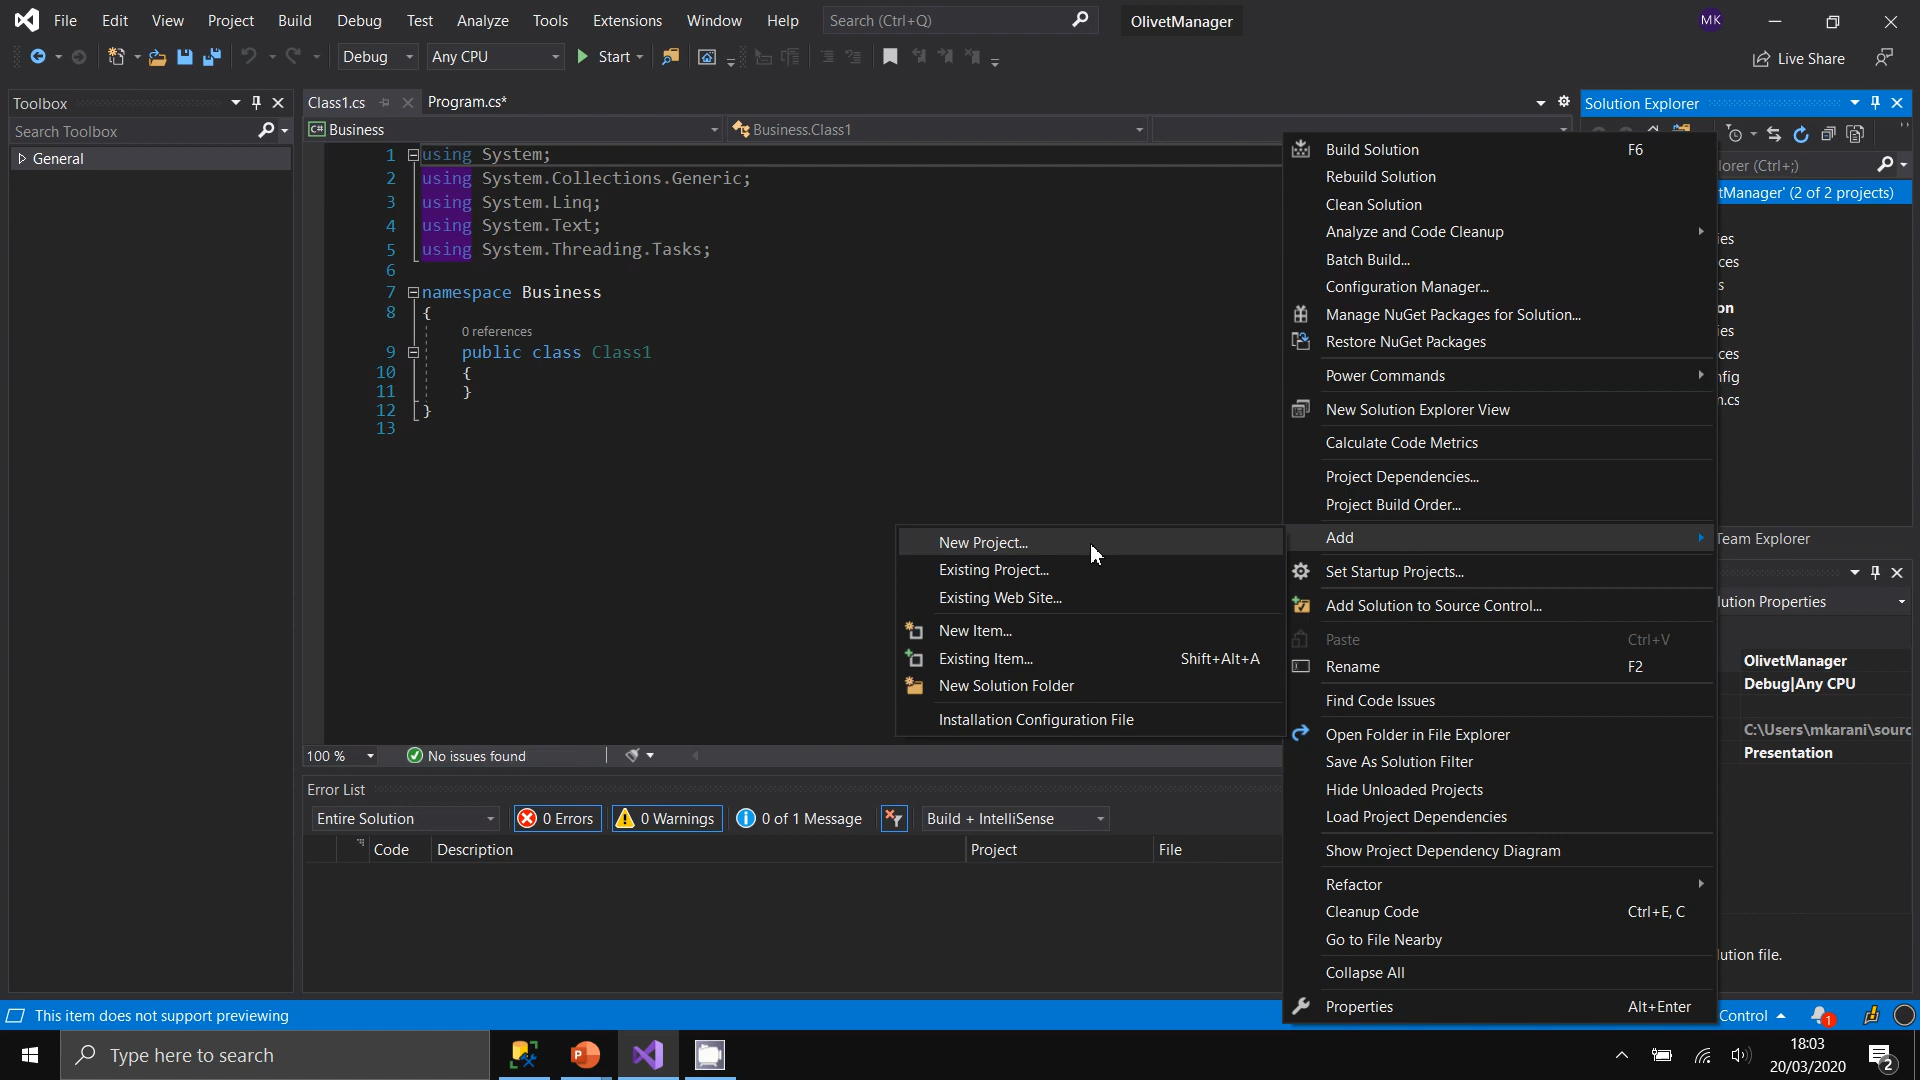 File Edit View Project Build Debug Test Analyze Tools Extensions Window Help Search (Ctrl+Q) OlivetManager MK
Debug Any CPU Start Live Share
Toolbox
Search Toolbox
General
Class1.cs Program.cs*
C# Business Business.Class1
1 using System;
2 using System.Collections.Generic;
3 using System.Linq;
4 using System.Text;
5 using System.Threading.Tasks;
6
7 namespace Business
8 {
0 references
9 public class Class1
10 {
11 }
12 }
13
100 % No issues found
New Project...
Existing Project...
Existing Web Site...
New Item...
Existing Item... Shift+Alt+A
New Solution Folder
Installation Configuration File
Build Solution F6
Rebuild Solution
Clean Solution
Analyze and Code Cleanup
Batch Build...
Configuration Manager...
Manage NuGet Packages for Solution...
Restore NuGet Packages
Power Commands
New Solution Explorer View
Calculate Code Metrics
Project Dependencies...
Project Build Order...
Add
Set Startup Projects...
Add Solution to Source Control...
Paste Ctrl+V
Rename F2
Find Code Issues
Open Folder in File Explorer
Save As Solution Filter
Hide Unloaded Projects
Load Project Dependencies
Show Project Dependency Diagram
Refactor
Cleanup Code Ctrl+E, C
Go to File Nearby
Collapse All
Properties Alt+Enter
Solution Explorer
lorer (Ctrl+;)
tManager' (2 of 2 projects)
ies
ces
s
on
ies
ces
nfig
n.cs
Team Explorer
lution Properties
OlivetManager
Debug|Any CPU
C:\Users\mkarani\sourc
Presentation
ution file.
Error List
Entire Solution 0 Errors 0 Warnings 0 of 1 Message Build + IntelliSense
Code Description Project File
This item does not support previewing
Control 1
Type here to search
18:03
20/03/2020
2